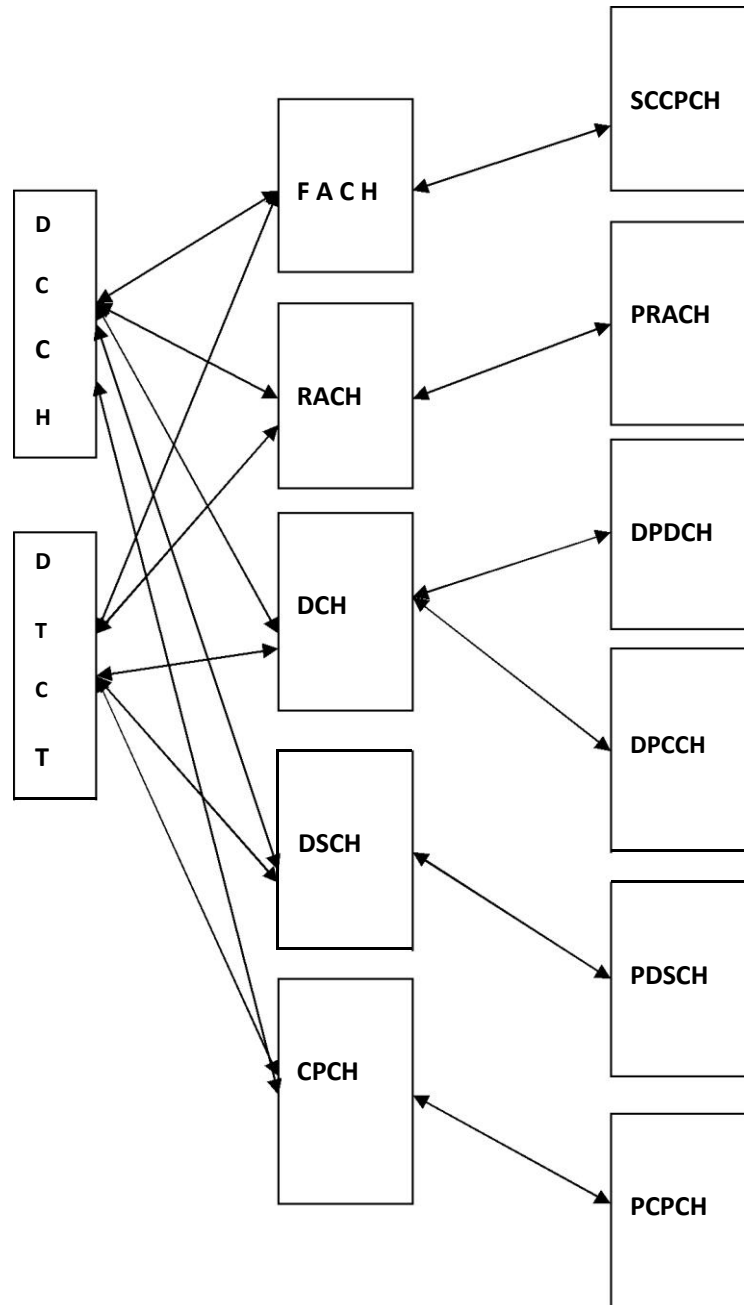 D
C
C
H
D
T
C
T
F A C H
RACH
DCH
DSCH
CPCH
SCCPCH
PRACH
DPDCH
DPCCH
PDSCH
PCPCH